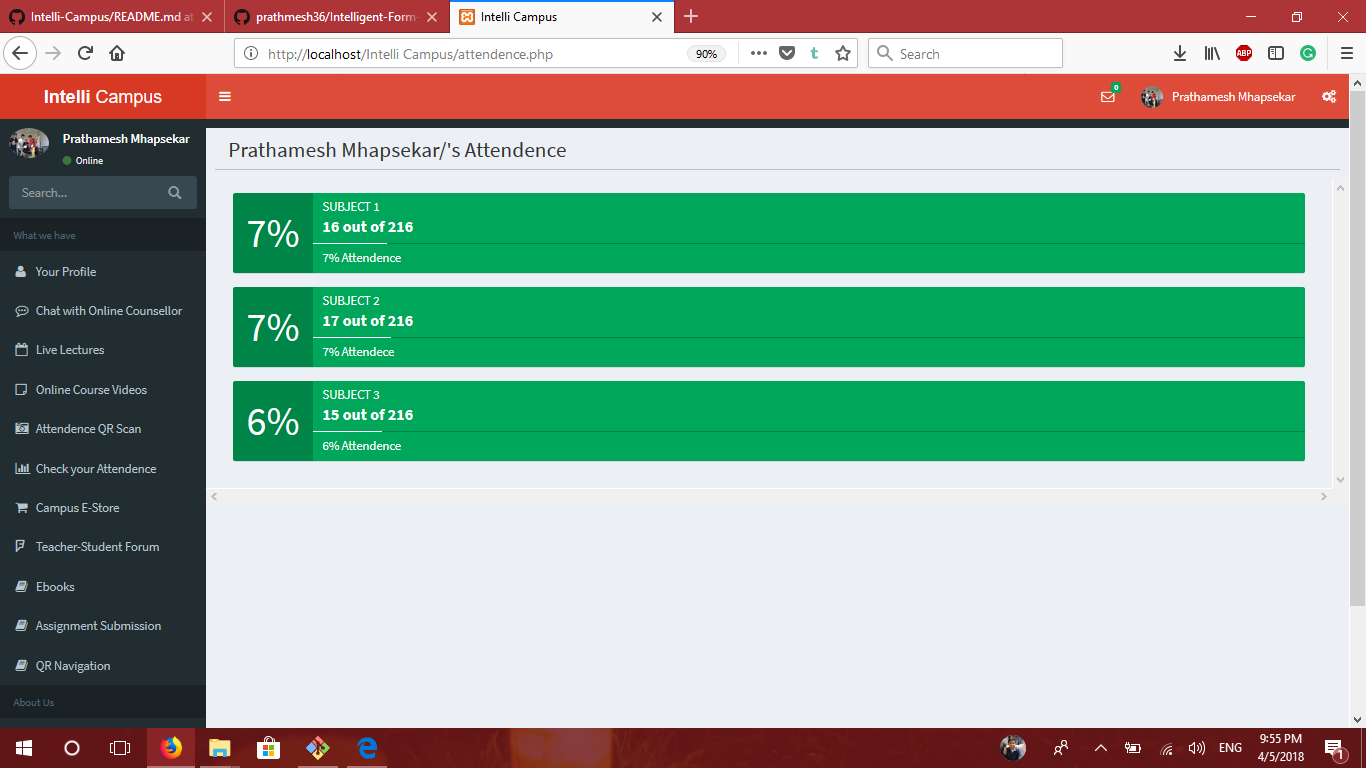 Intelli-Campus/README.md at
prathmesh36/Intelligent-Form-
Intelli Campus
http://localhost/Intelli Campus/attendence.php
90%
t
Search
ABP
Intelli Campus
0
Prathamesh Mhapsekar
Prathamesh Mhapsekar
Online
Search...
What we have
Your Profile
Chat with Online Counsellor
Live Lectures
Online Course Videos
Attendence QR Scan
Check your Attendence
Campus E-Store
Teacher-Student Forum
Ebooks
Assignment Submission
QR Navigation
About Us
Prathamesh Mhapsekar/'s Attendence
7%
SUBJECT 1
16 out of 216
7% Attendence
7%
SUBJECT 2
17 out of 216
7% Attendece
6%
SUBJECT 3
15 out of 216
6% Attendence
ENG
9:55 PM
4/5/2018
1